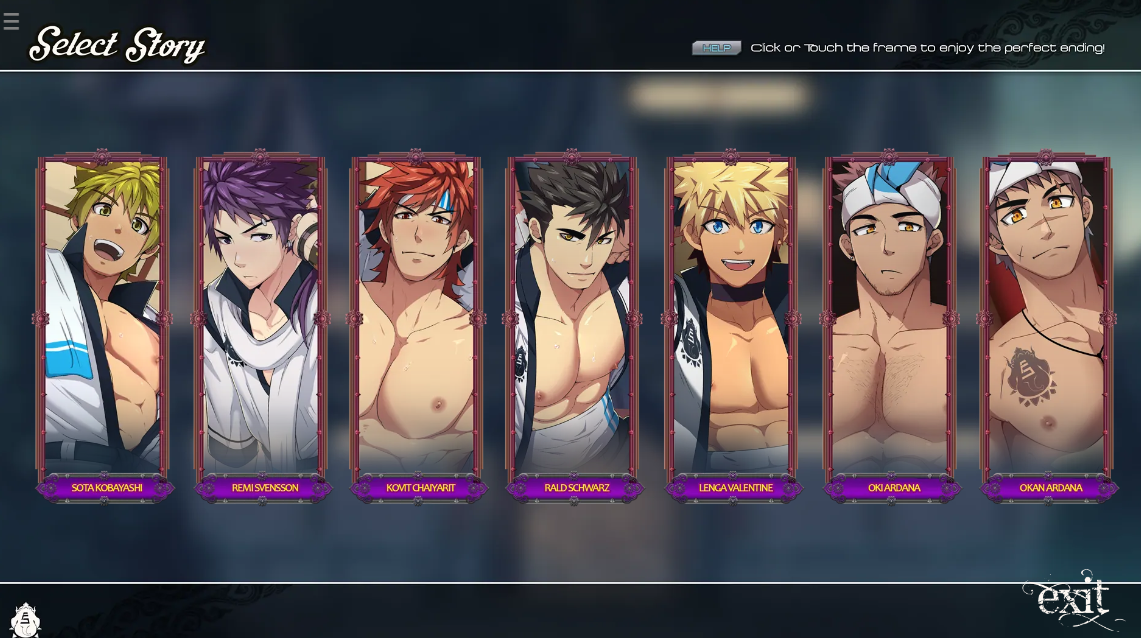 Select Story
HELP Click or Touch the frame to enjoy the perfect ending!
SOTA KOBAYASHI
REMI SVENSSON
KOVIT CHAIYARIT
RALD SCHWARZ
LENGA VALENTINE
OKI ARDANA
OKAN ARDANA
exit